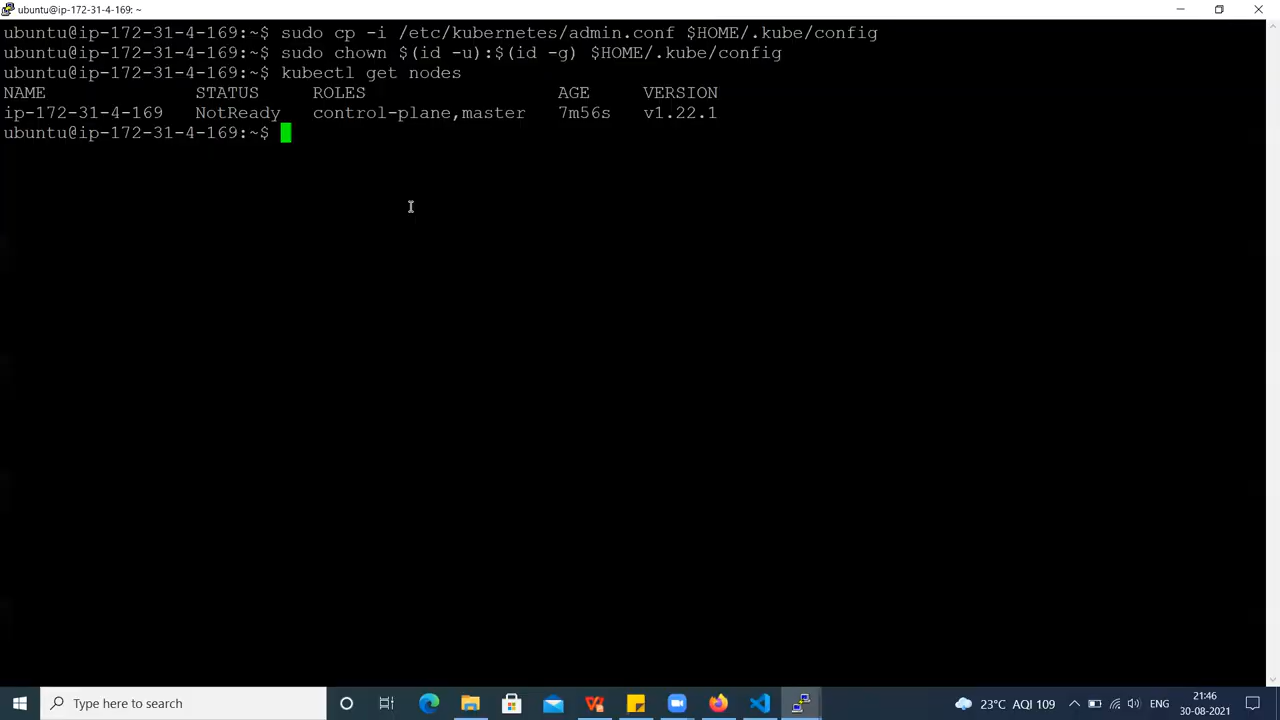 ubuntu@ip-172-31-4-169: ~
ubuntu@ip-172-31-4-169:~$ sudo cp -i /etc/kubernetes/admin.conf $HOME/.kube/config
ubuntu@ip-172-31-4-169:~$ sudo chown $(id -u):$(id -g) $HOME/.kube/config
ubuntu@ip-172-31-4-169:~$ kubectl get nodes
NAME STATUS ROLES AGE VERSION
ip-172-31-4-169 NotReady control-plane,master 7m56s v1.22.1
ubuntu@ip-172-31-4-169:~$
Type here to search
23°C AQI 109
ENG
21:46
30-08-2021